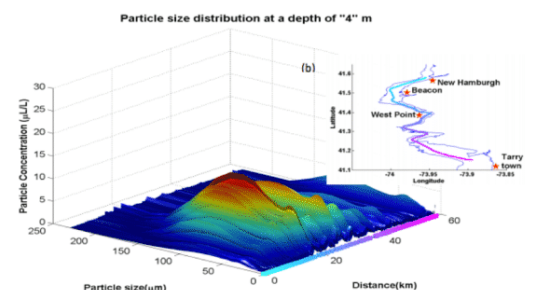 Particle size distribution at a depth of "4" m
(b)
30
25
20
15
10
5
0
Particle Concentration (µL/L)
250
200
150
100
50
0
Particle size(µm)
0
20
40
60
Distance(km)
41.6
41.5
41.4
41.3
41.2
41.1
Latitude
New Hamburgh
Beacon
West Point
Tarry
town
-74
-73.95
-73.9
-73.85
Longitude